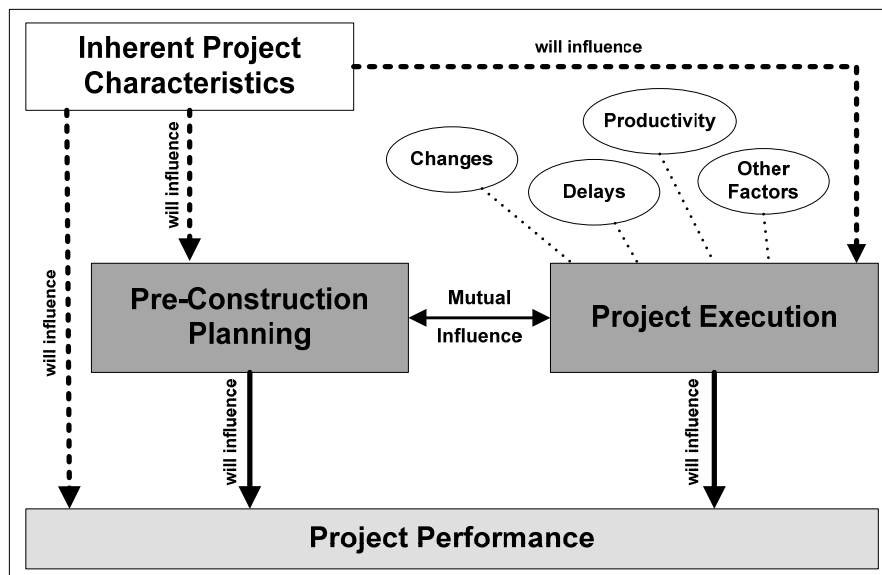 Inherent Project
Characteristics
will influence
will influence
will influence
Productivity
Changes
Delays
Other
Factors
Pre-Construction
Planning
Mutual
Influence
Project Execution
will influence
will influence
Project Performance